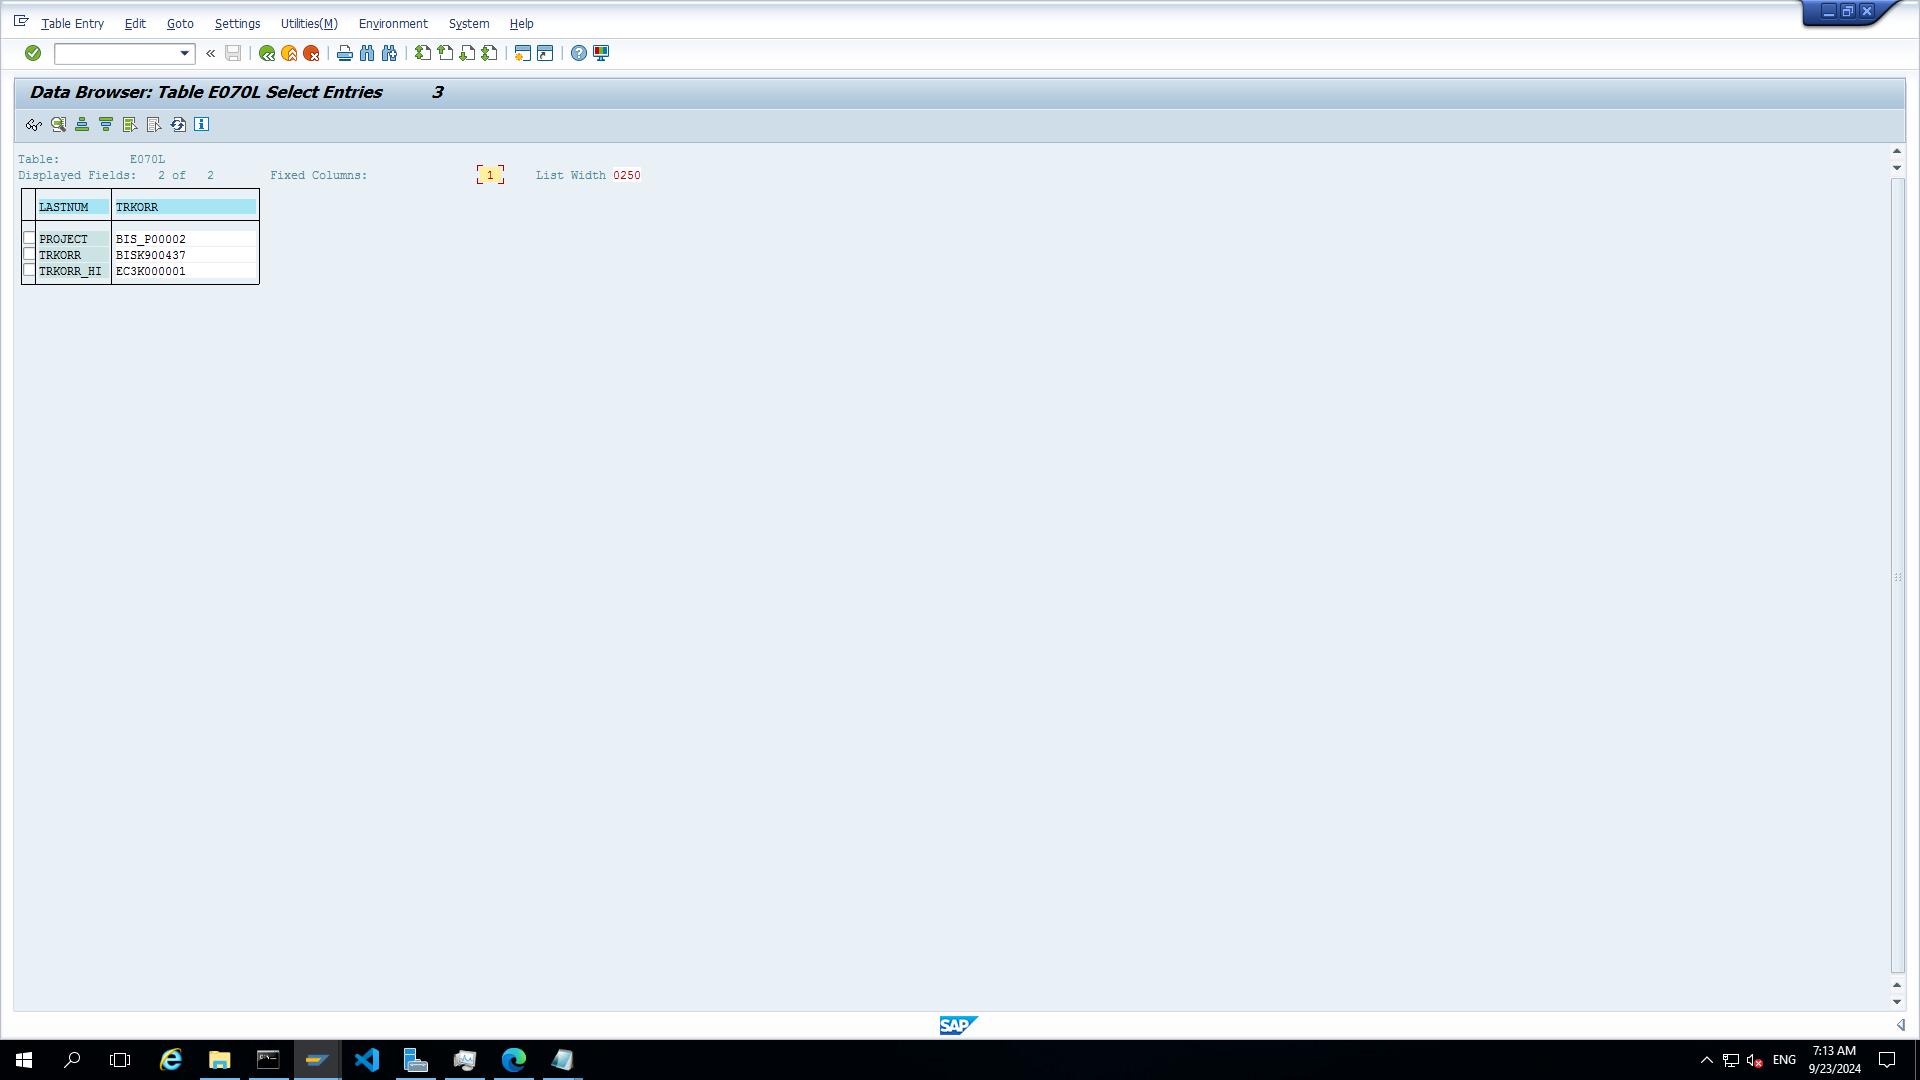 Table Entry Edit Goto Settings Utilities(M) Environment System Help
Data Browser: Table E070L Select Entries 3
Table: E070L
Displayed Fields: 2 of 2 Fixed Columns: 1 List Width 0250
LASTNUM TRKORR
PROJECT BIS_P00002
TRKORR BISK900437
TRKORR_HI EC3K000001
SAP
ENG
7:13 AM
9/23/2024